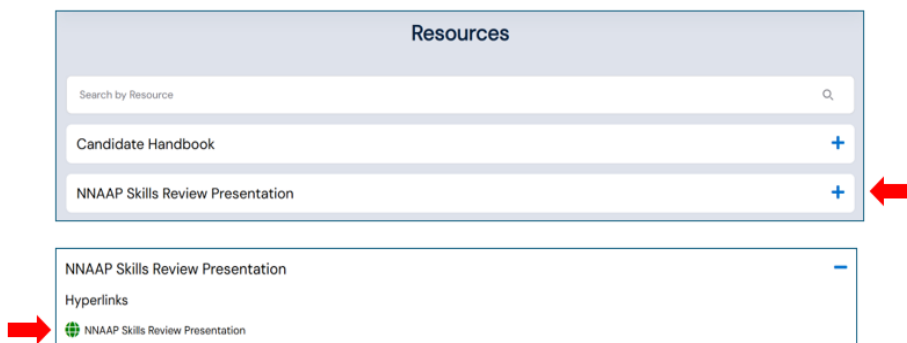 Resources
Search by Resource
Candidate Handbook
NNAAP Skills Review Presentation
NNAAP Skills Review Presentation
Hyperlinks
NNAAP Skills Review Presentation